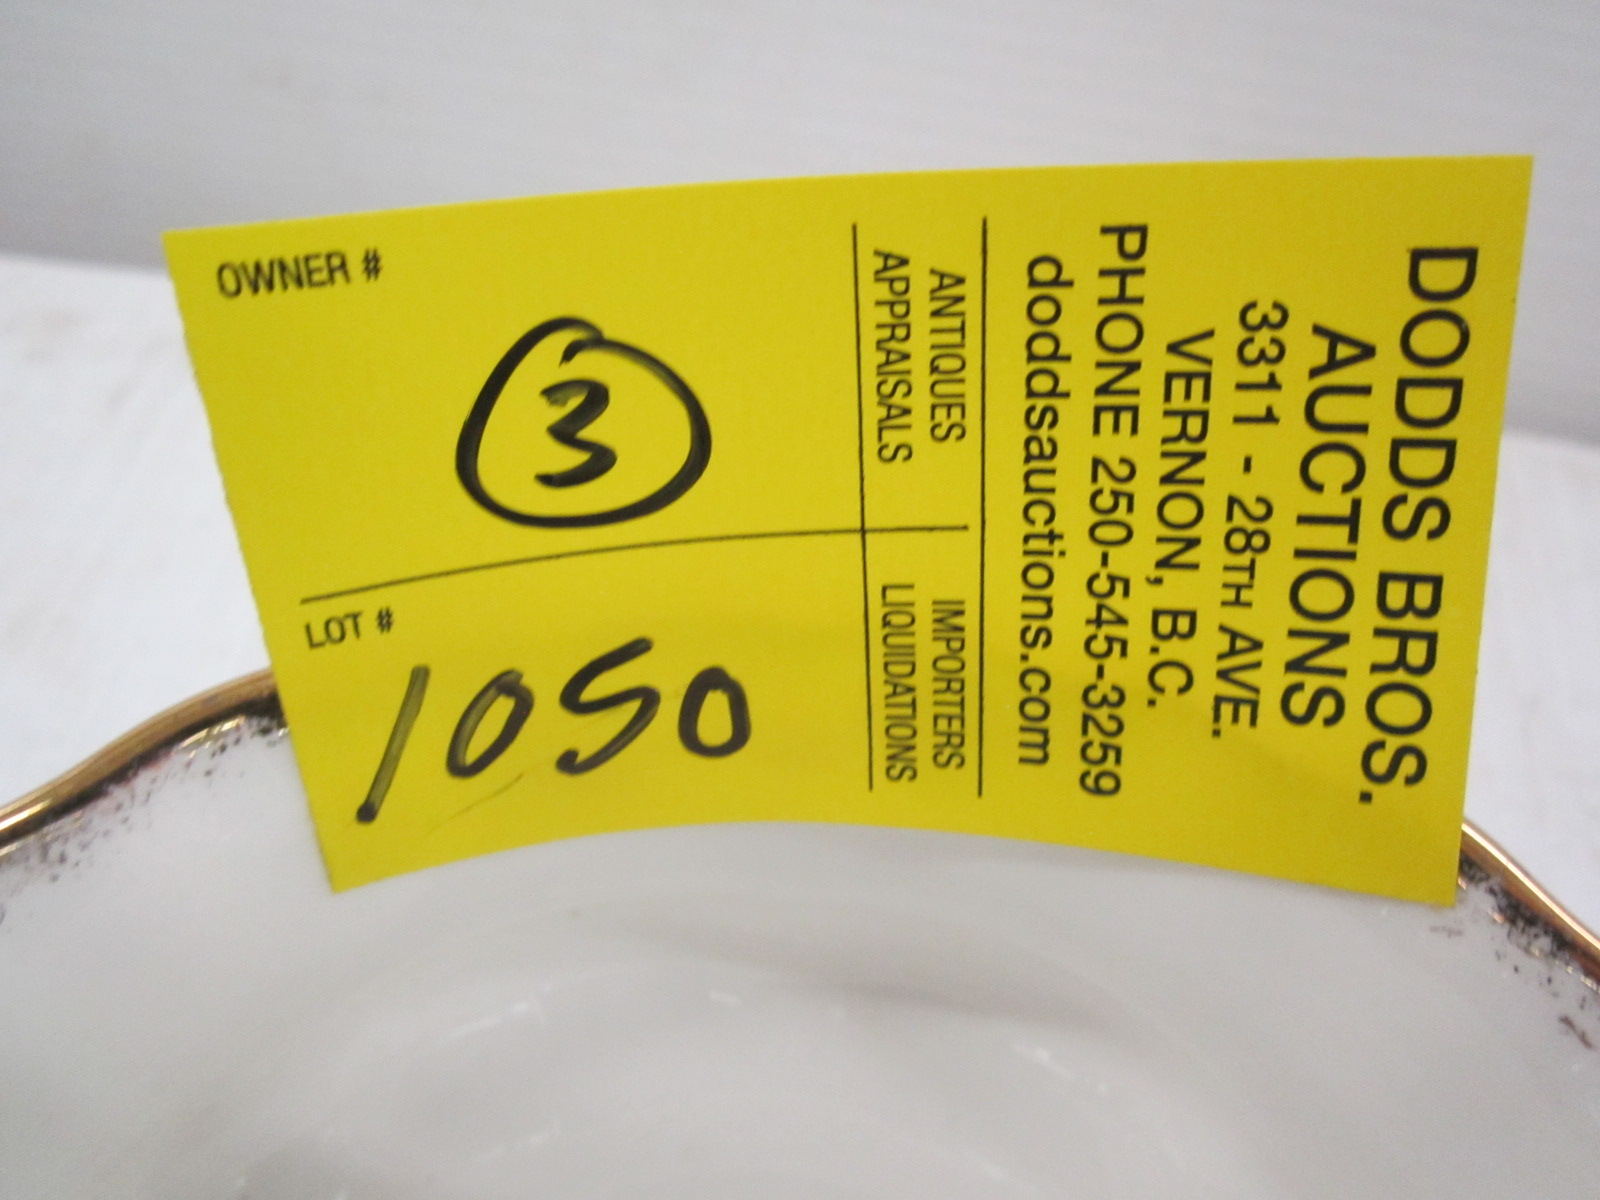 DODDS BROS.
AUCTIONS
3311 - 28TH AVE.
VERNON, B.C.
PHONE 250-545-3259
doddsauctions.com
ANTIQUES
APPRAISALS
IMPORTERS
LIQUIDATIONS
OWNER #
3
LOT #
1050